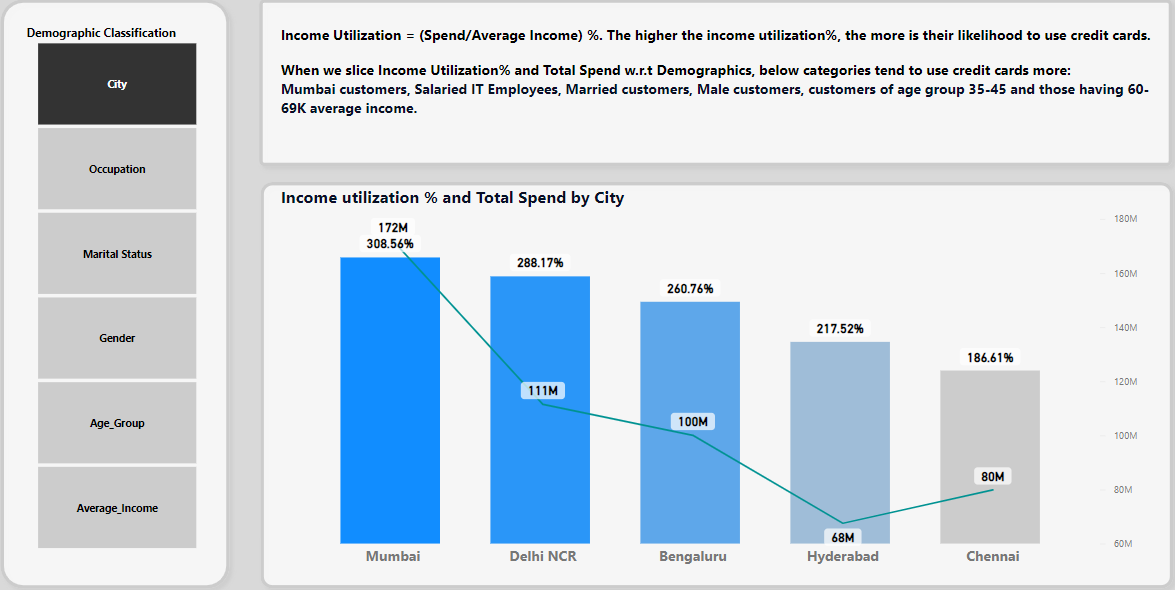 Demographic Classification
City
Occupation
Marital Status
Gender
Age_Group
Average_Income
Income Utilization = (Spend/Average Income) %. The higher the income utilization%, the more is their likelihood to use credit cards.
When we slice Income Utilization% and Total Spend w.r.t Demographics, below categories tend to use credit cards more:
Mumbai customers, Salaried IT Employees, Married customers, Male customers, customers of age group 35-45 and those having 60-
69K average income.
Income utilization % and Total Spend by City
172M
308.56%
288.17%
260.76%
217.52%
186.61%
111M
100M
68M
80M
180M
160M
140M
120M
100M
80M
60M
Mumbai
Delhi NCR
Bengaluru
Hyderabad
Chennai